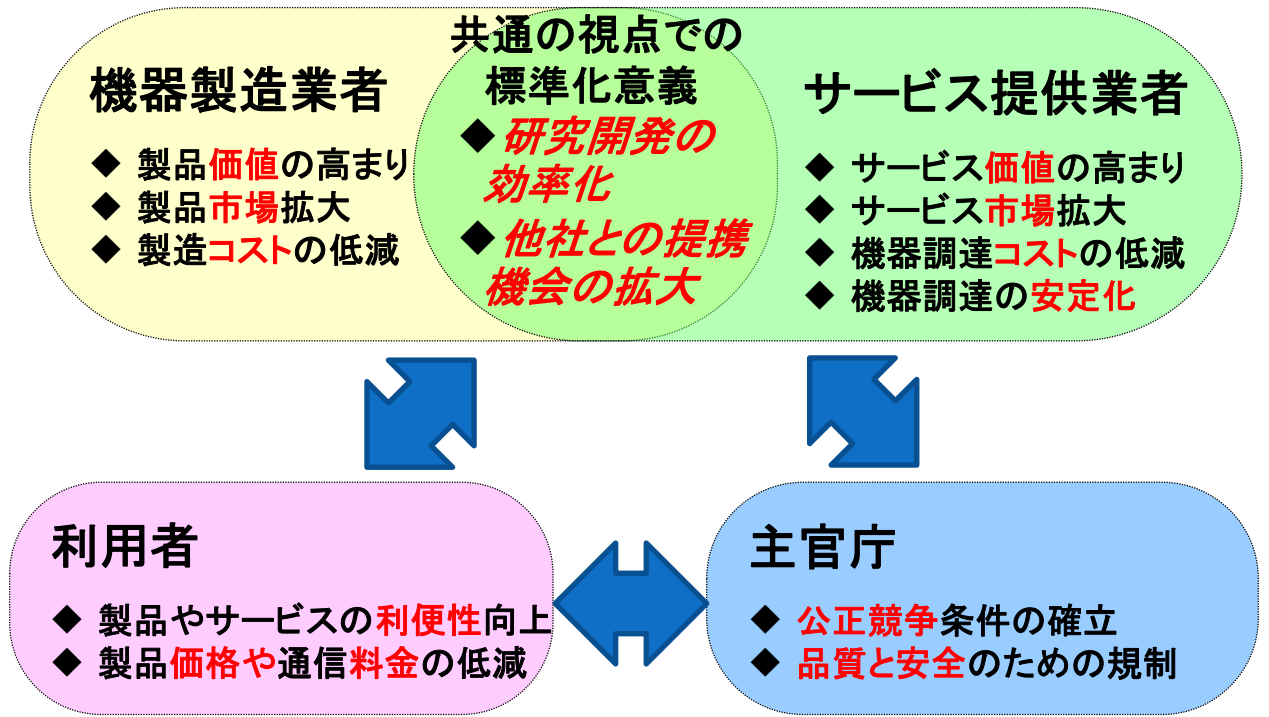 機器製造業者
◆ 製品価値の高まり
◆ 製品市場拡大
◆ 製造コストの低減
共通の視点での
標準化意義
◆研究開発の
効率化
◆他社との提携
機会の拡大
サービス提供業者
◆ サービス価値の高まり
◆ サービス市場拡大
◆ 機器調達コストの低減
◆ 機器調達の安定化
利用者
◆ 製品やサービスの利便性向上
◆ 製品価格や通信料金の低減
主官庁
◆ 公正競争条件の確立
◆ 品質と安全のための規制